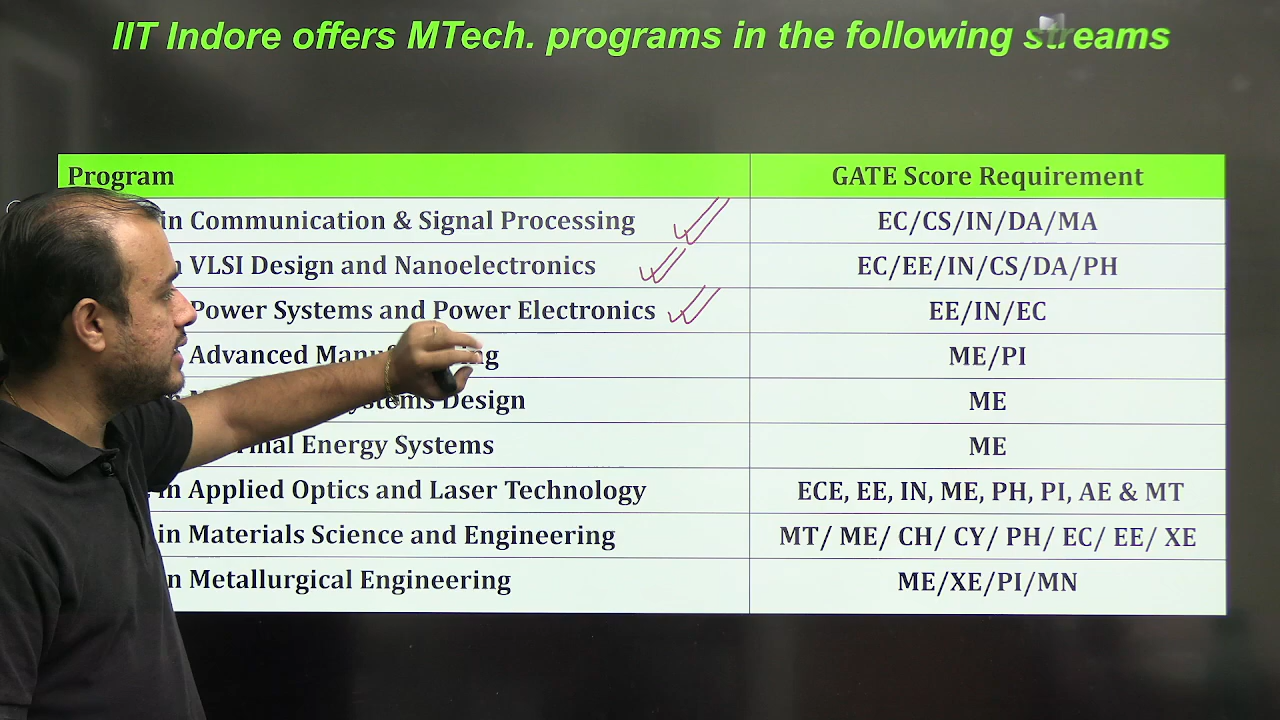 IIT Indore offers MTech. programs in the following streams
Program GATE Score Requirement
in Communication & Signal Processing EC/CS/IN/DA/MA
n VLSI Design and Nanoelectronics EC/EE/IN/CS/DA/PH
Power Systems and Power Electronics EE/IN/EC
Advanced ME/PI
Design ME
Energy Systems ME
in Applied Optics and Laser Technology ECE, EE, IN, ME, PH, PI, AE & MT
in Materials Science and Engineering MT/ ME/ CH/ CY/ PH/ EC/ EE/ XE
n Metallurgical Engineering ME/XE/PI/MN